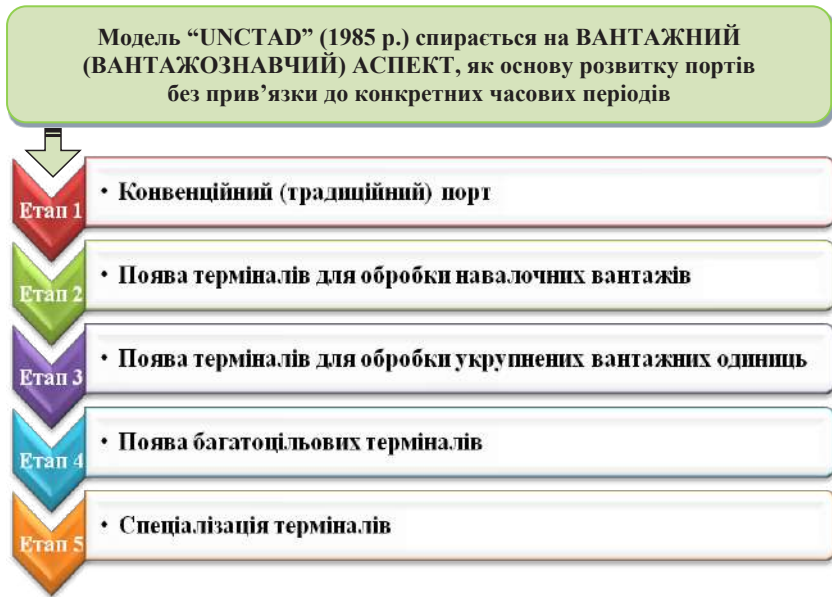 Модель “UNCTAD” (1985 р.) спирається на ВАНТАЖНИЙ
(ВАНТАЖОЗНАВЧИЙ) АСПЕКТ, як основу розвитку портів
без прив’язки до конкретних часових періодів
Етап 1
• Конвенційний (традиційний) порт
Етап 2
• Поява терміналів для обробки навалочних вантажів
Етап 3
• Поява терміналів для обробки укрупнених вантажних одиниць
Етап 4
• Поява багатоцільових терміналів
Етап 5
• Спеціалізація терміналів